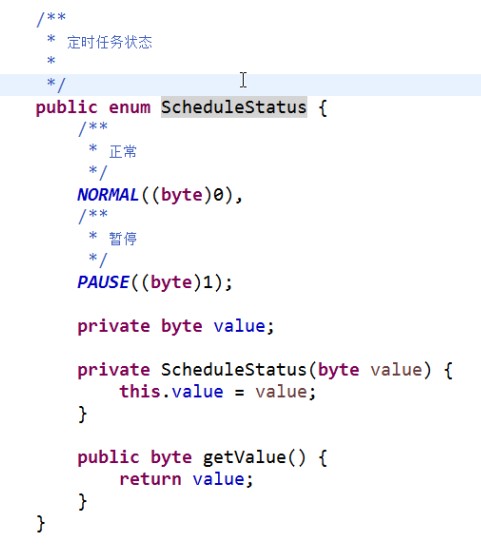 /**
 * 定时任务状态
 *
 */
public enum ScheduleStatus {
    /**
     * 正常
     */
    NORMAL((byte)0),
    /**
     * 暂停
     */
    PAUSE((byte)1);

    private byte value;

    private ScheduleStatus(byte value) {
        this.value = value;
    }

    public byte getValue() {
        return value;
    }
}